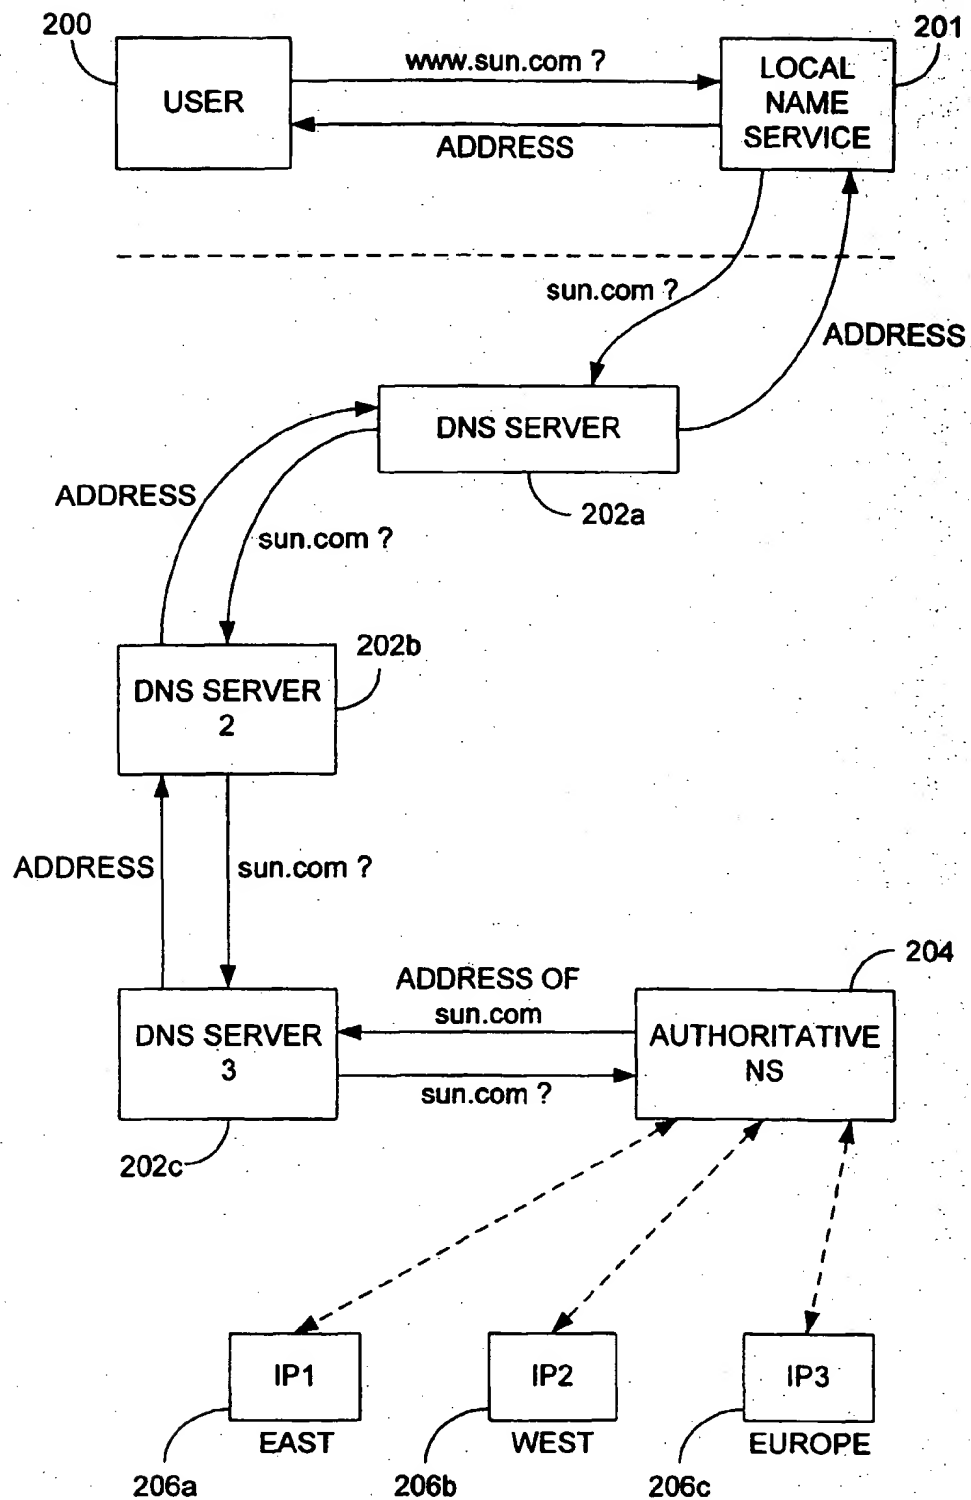 200
201
www.sun.com ?
USER
LOCAL
NAME
SERVICE
ADDRESS
sun.com ?
ADDRESS
DNS SERVER
ADDRESS
202a
sun.com ?
202b
DNS SERVER
2
ADDRESS
sun.com ?
204
ADDRESS OF
sun.com
DNS SERVER
3
AUTHORITATIVE
NS
sun.com ?
202c
IP1
IP2
IP3
EAST
WEST
EUROPE
206a
206b
206c